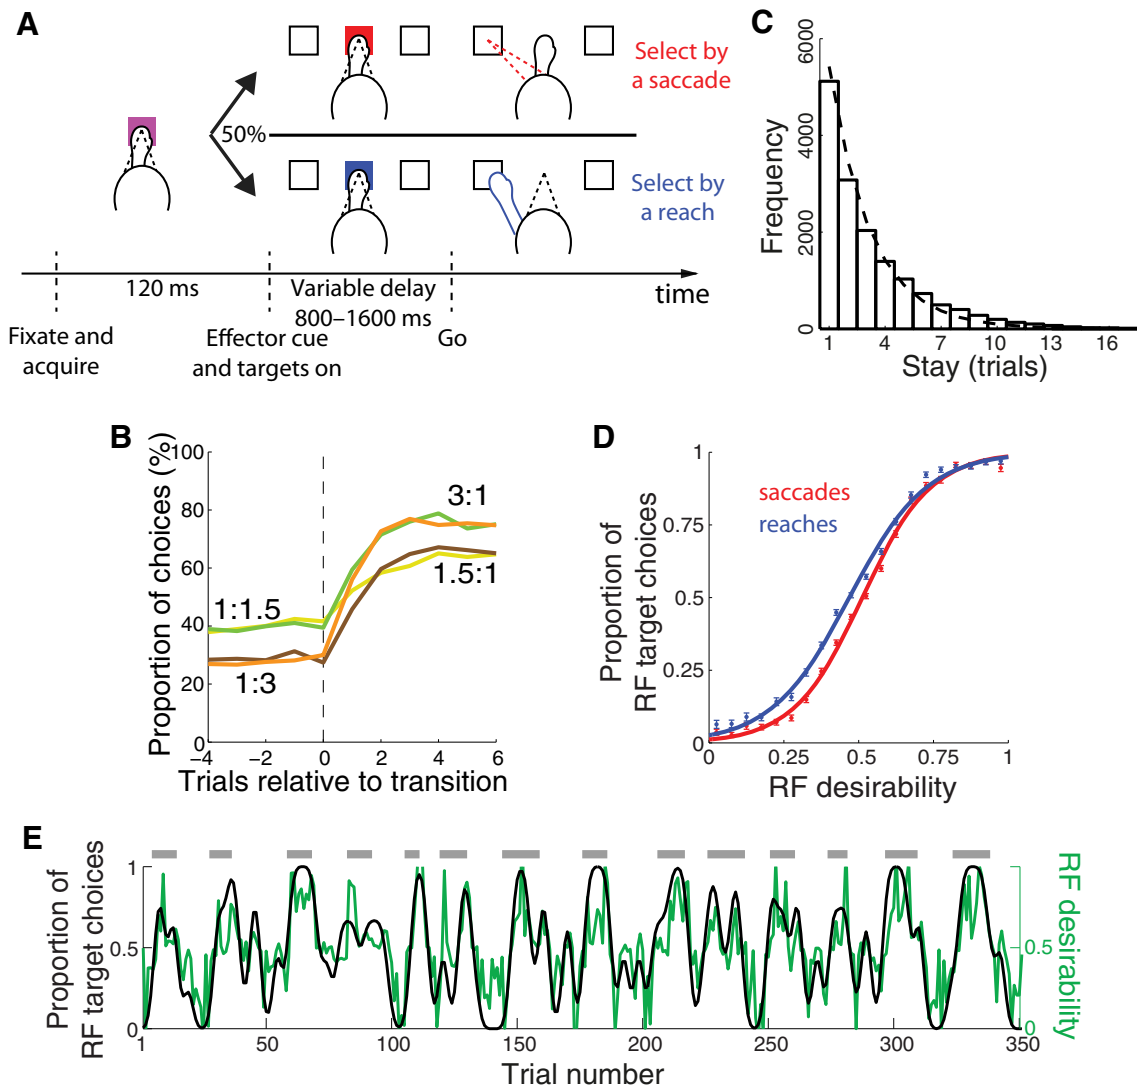 A
50%
Select by
a saccade
Select by
a reach
120 ms
Variable delay
800–1600 ms
time
Fixate and
acquire
Effector cue
and targets on
Go
C
Frequency
6000
4000
2000
0
1
4
7
10
13
16
Stay (trials)
B
Proportion of choices (%)
100
80
60
40
20
0
3:1
1.5:1
1:1.5
1:3
−4
−2
0
2
4
6
Trials relative to transition
D
Proportion of
RF target choices
1
0.75
0.5
0.25
0
saccades
reaches
0
0.25
0.5
0.75
1
RF desirability
E
Proportion of
RF target choices
1
0.5
0
RF desirability
1
0.5
0
1
50
100
150
200
250
300
350
Trial number